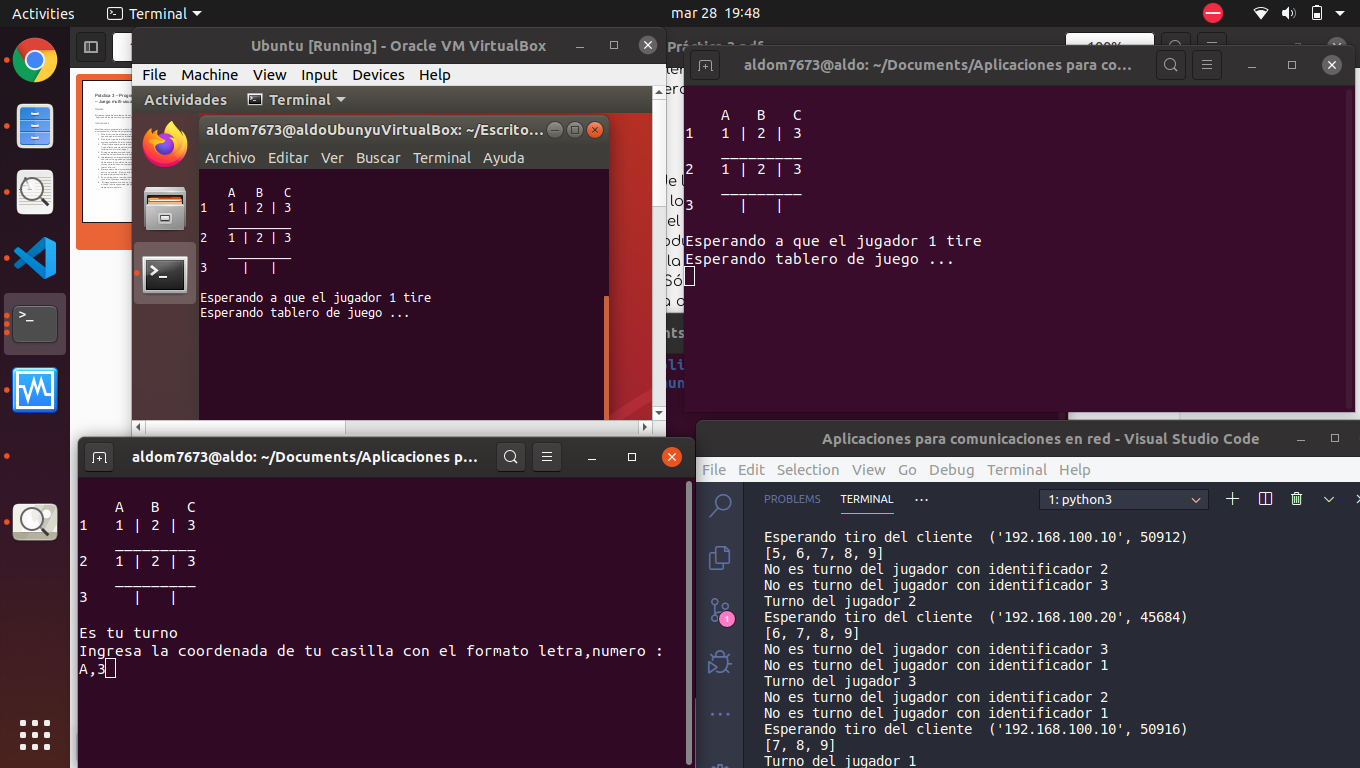 Activities
Terminal
mar 28 19:48
Ubuntu [Running] - Oracle VM VirtualBox
File Machine View Input Devices Help
Actividades
Terminal
aldom7673@aldoUbunyuVirtualBox: ~/Escrito...
Archivo Editar Ver Buscar Terminal Ayuda
A B C
1 1 | 2 | 3
_________
2 1 | 2 | 3
_________
3 | |
Esperando a que el jugador 1 tire
Esperando tablero de juego ...
aldom7673@aldo: ~/Documents/Aplicaciones para co...
A B C
1 1 | 2 | 3
_________
2 1 | 2 | 3
_________
3 | |
Esperando a que el jugador 1 tire
Esperando tablero de juego ...
aldom7673@aldo: ~/Documents/Aplicaciones p...
A B C
1 1 | 2 | 3
_________
2 1 | 2 | 3
_________
3 | |
Es tu turno
Ingresa la coordenada de tu casilla con el formato letra,numero :
A,3
Aplicaciones para comunicaciones en red - Visual Studio Code
File Edit Selection View Go Debug Terminal Help
PROBLEMS TERMINAL ...
1: python3
1
Esperando tiro del cliente ('192.168.100.10', 50912)
[5, 6, 7, 8, 9]
No es turno del jugador con identificador 2
No es turno del jugador con identificador 3
Turno del jugador 2
Esperando tiro del cliente ('192.168.100.20', 45684)
[6, 7, 8, 9]
No es turno del jugador con identificador 3
No es turno del jugador con identificador 1
Turno del jugador 3
No es turno del jugador con identificador 2
No es turno del jugador con identificador 1
Esperando tiro del cliente ('192.168.100.10', 50916)
[7, 8, 9]
Turno del jugador 1